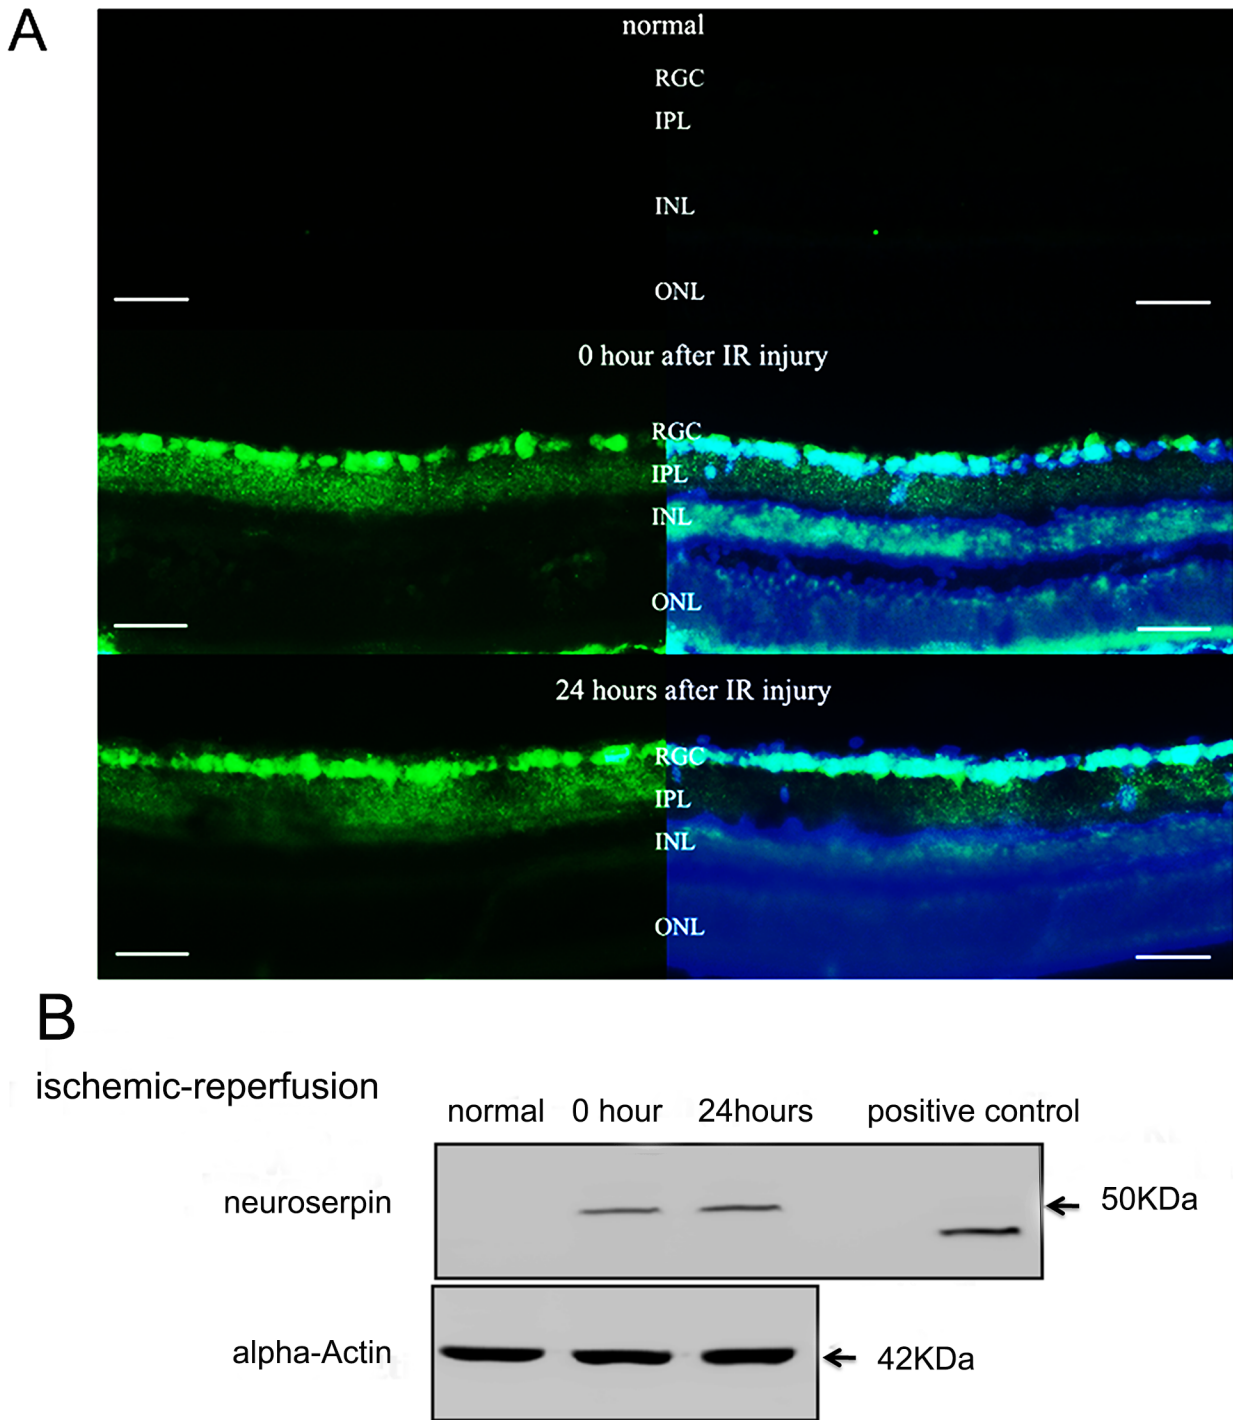 A
normal
RGC
IPL
INL
ONL
0 hour after IR injury
RGC
IPL
INL
ONL
24 hours after IR injury
RGC
IPL
INL
ONL
B
ischemic-reperfusion
normal 0 hour 24hours positive control
neuroserpin 50KDa
alpha-Actin 42KDa